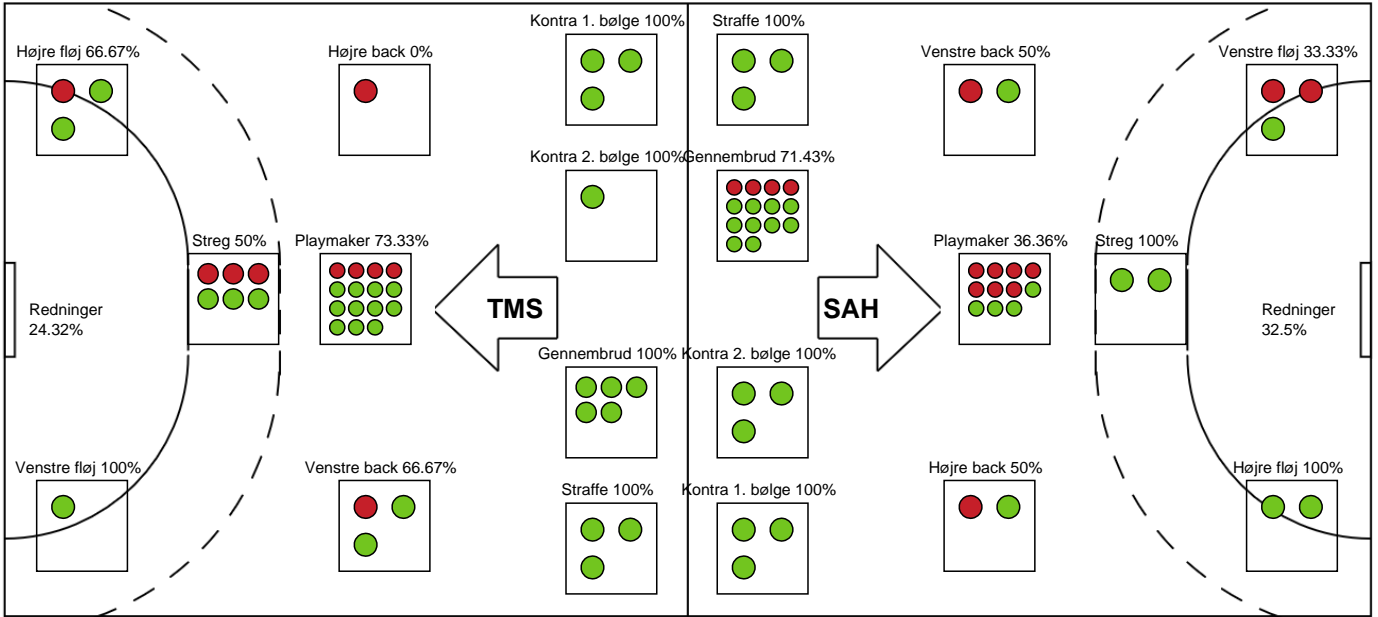 Kontra 1. bølge 100%
Straffe 100%
Højre fløj 66.67%
Højre back 0%
Venstre back 50%
Venstre fløj 33.33%
Kontra 2. bølge 100%
Gennembrud 71.43%
Streg 50%
Playmaker 73.33%
Playmaker 36.36%
Streg 100%
Redninger
24.32%
TMS
SAH
Redninger
32.5%
Gennembrud 100%
Kontra 2. bølge 100%
Venstre fløj 100%
Venstre back 66.67%
Straffe 100%
Kontra 1. bølge 100%
Højre back 50%
Højre fløj 100%